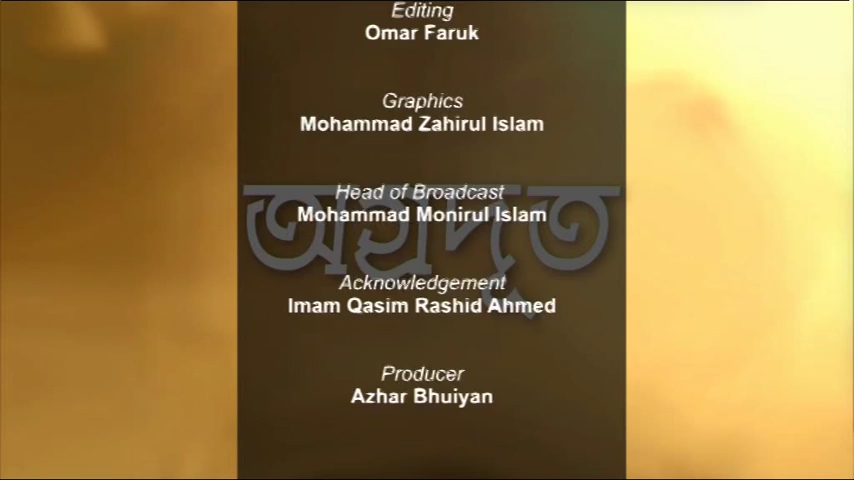 Editing
Omar Faruk
Graphics
Mohammad Zahirul Islam
Head of Broadcast
Mohammad Monirul Islam
অগ্রদূত
Acknowledgement
Imam Qasim Rashid Ahmed
Producer
Azhar Bhuiyan